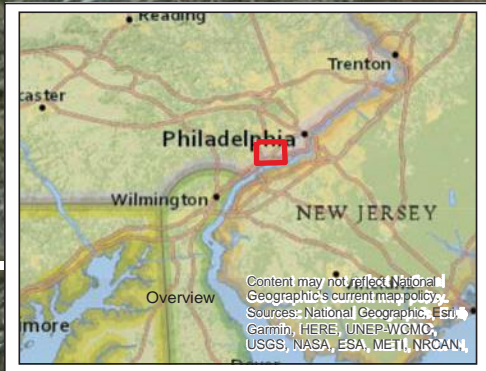 Reading
Trenton
caster
Philadelphia
Wilmington
NEW JERSEY
Overview
more
Content may not reflect National
Geographic's current map policy.
Sources: National Geographic, Esri,
Garmin, HERE, UNEP-WCMC,
USGS, NASA, ESA, METI, NRCAN,
Dover